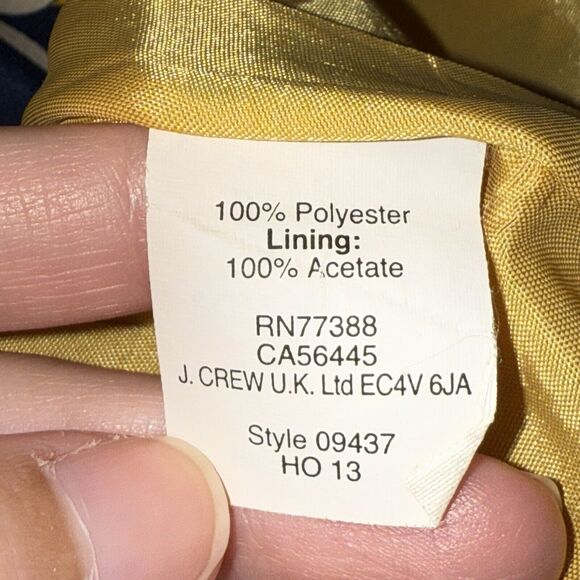 100% Polyester
Lining:
100% Acetate
RN77388
CA56445
J. CREW U.K. Ltd EC4V 6JA
Style 09437
HO 13